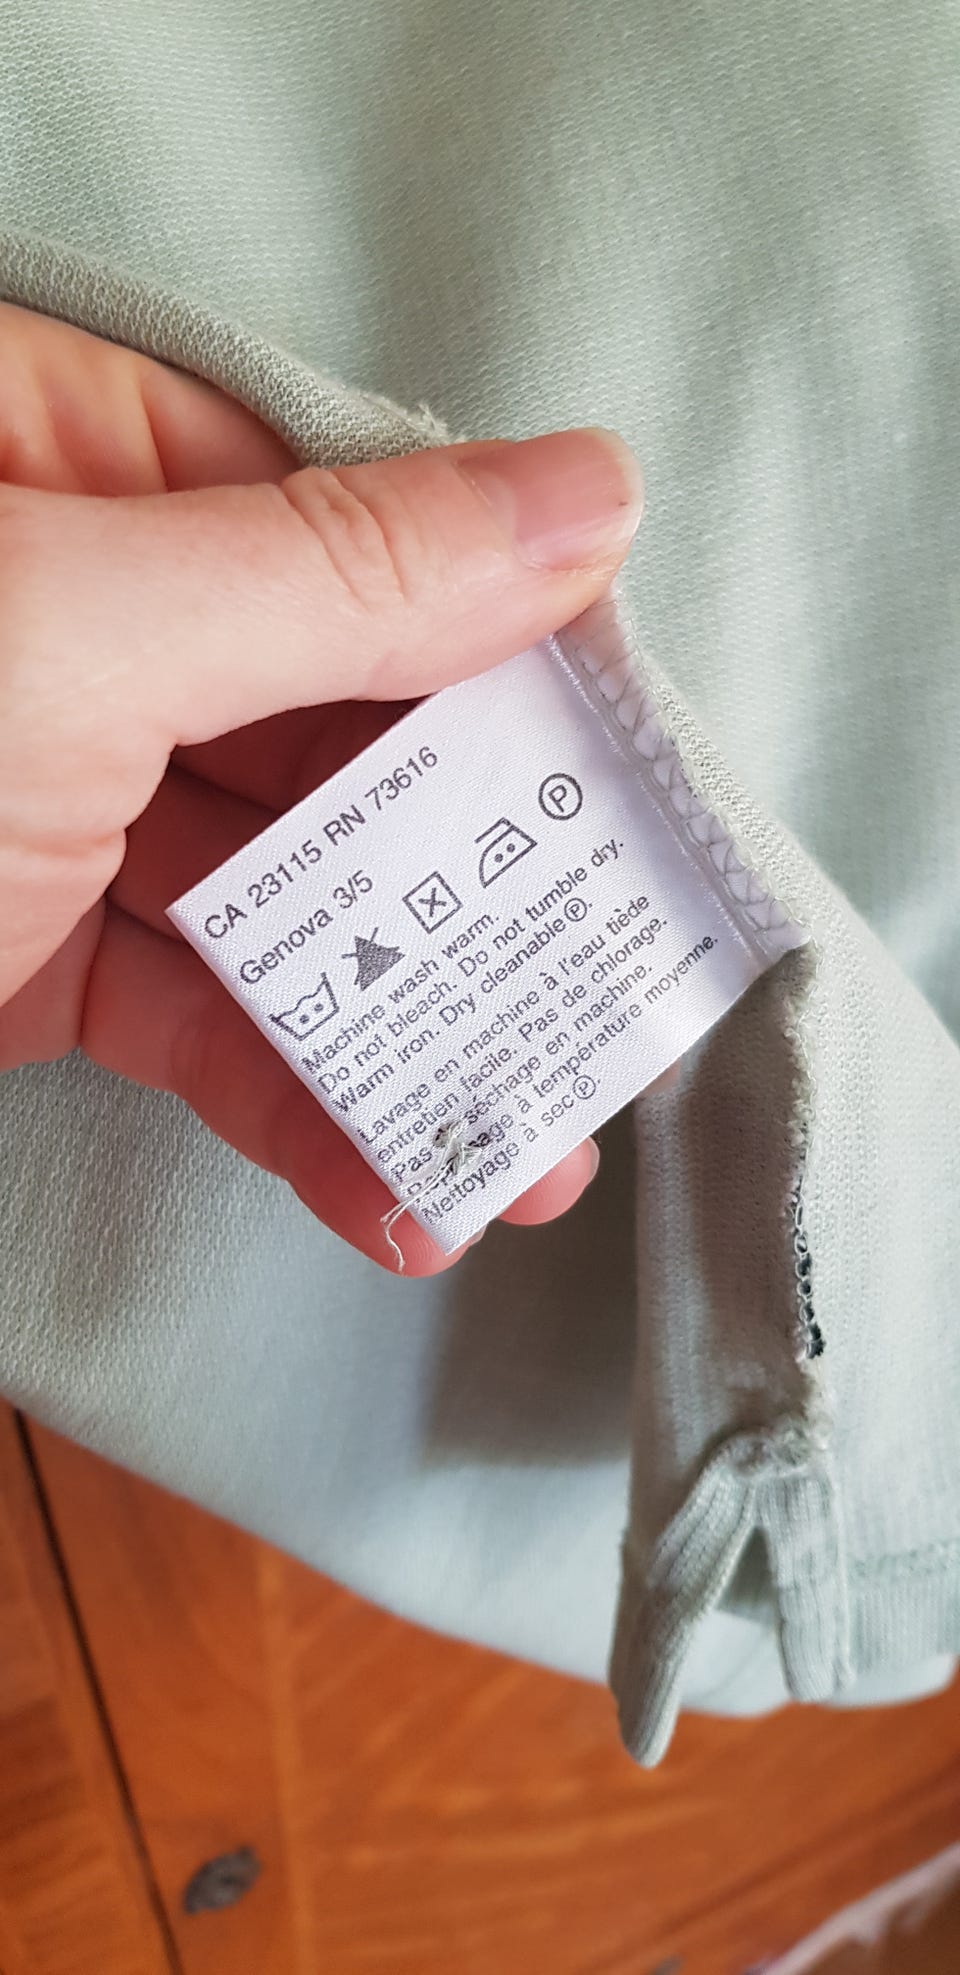 CA 23115 RN 73616
Genova 3/5
P
Machine wash warm.
Do not bleach. Do not tumble dry.
Warm iron. Dry cleanable Ⓟ.
Lavage en machine à l'eau tiède
entretien facile. Pas de chlorage.
Pas de séchage en machine.
à température moyenne.
Nettoyage à sec Ⓟ.